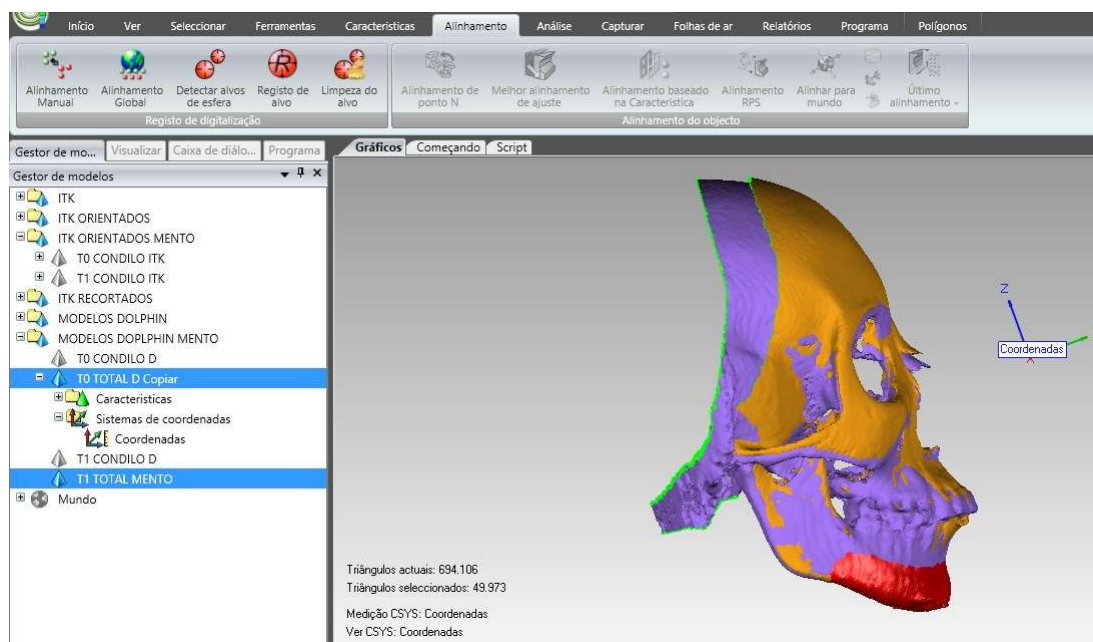 Início Ver Seleccionar Ferramentas Caracteristicas Alinhamento Análise Capturar Folhas de ar Relatórios Programa Polígonos
Alinhamento Manual
Alinhamento Global
Detectar alvos de esfera
Registo de alvo
Limpeza do alvo
Alinhamento de ponto N
Melhor alinhamento de ajuste
Alinhamento baseado na Característica
Alinhamento RPS
Alinhar para mundo
Último alinhamento
Registo de digitalização
Alinhamento do objecto
Gestor de mo... Visualizar Caixa de diálo... Programa
Gráficos Começando Script
Gestor de modelos
ITK
ITK ORIENTADOS
ITK ORIENTADOS MENTO
T0 CONDILO ITK
T1 CONDILO ITK
ITK RECORTADOS
MODELOS DOLPHIN
MODELOS DOPLPHIN MENTO
T0 CONDILO D
T0 TOTAL D Copiar
Caracteristicas
Sistemas de coordenadas
Coordenadas
T1 CONDILO D
T1 TOTAL MENTO
Mundo
Z
Coordenadas
Triângulos actuais: 694.106
Triângulos seleccionados: 49.973
Medição CSYS: Coordenadas
Ver CSYS: Coordenadas